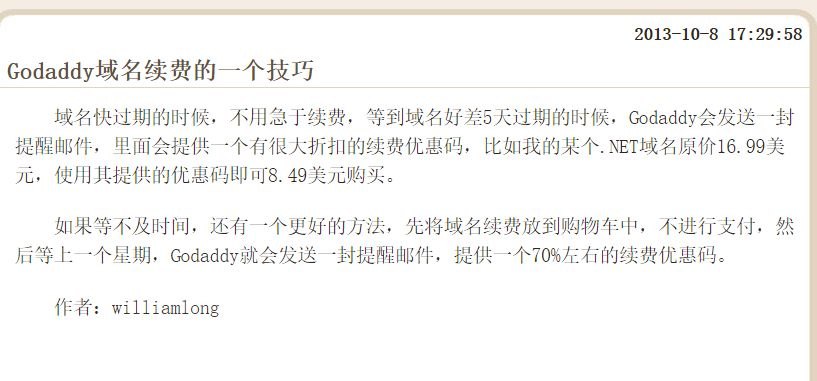 2013-10-8 17:29:58
Godaddy域名续费的一个技巧
域名快过期的时候，不用急于续费，等到域名好差5天过期的时候，Godaddy会发送一封
提醒邮件，里面会提供一个有很大折扣的续费优惠码，比如我的某个.NET域名原价16.99美
元，使用其提供的优惠码即可8.49美元购买。
如果等不及时间，还有一个更好的方法，先将域名续费放到购物车中，不进行支付，然
后等上一个星期，Godaddy就会发送一封提醒邮件，提供一个70%左右的续费优惠码。
作者：williamlong